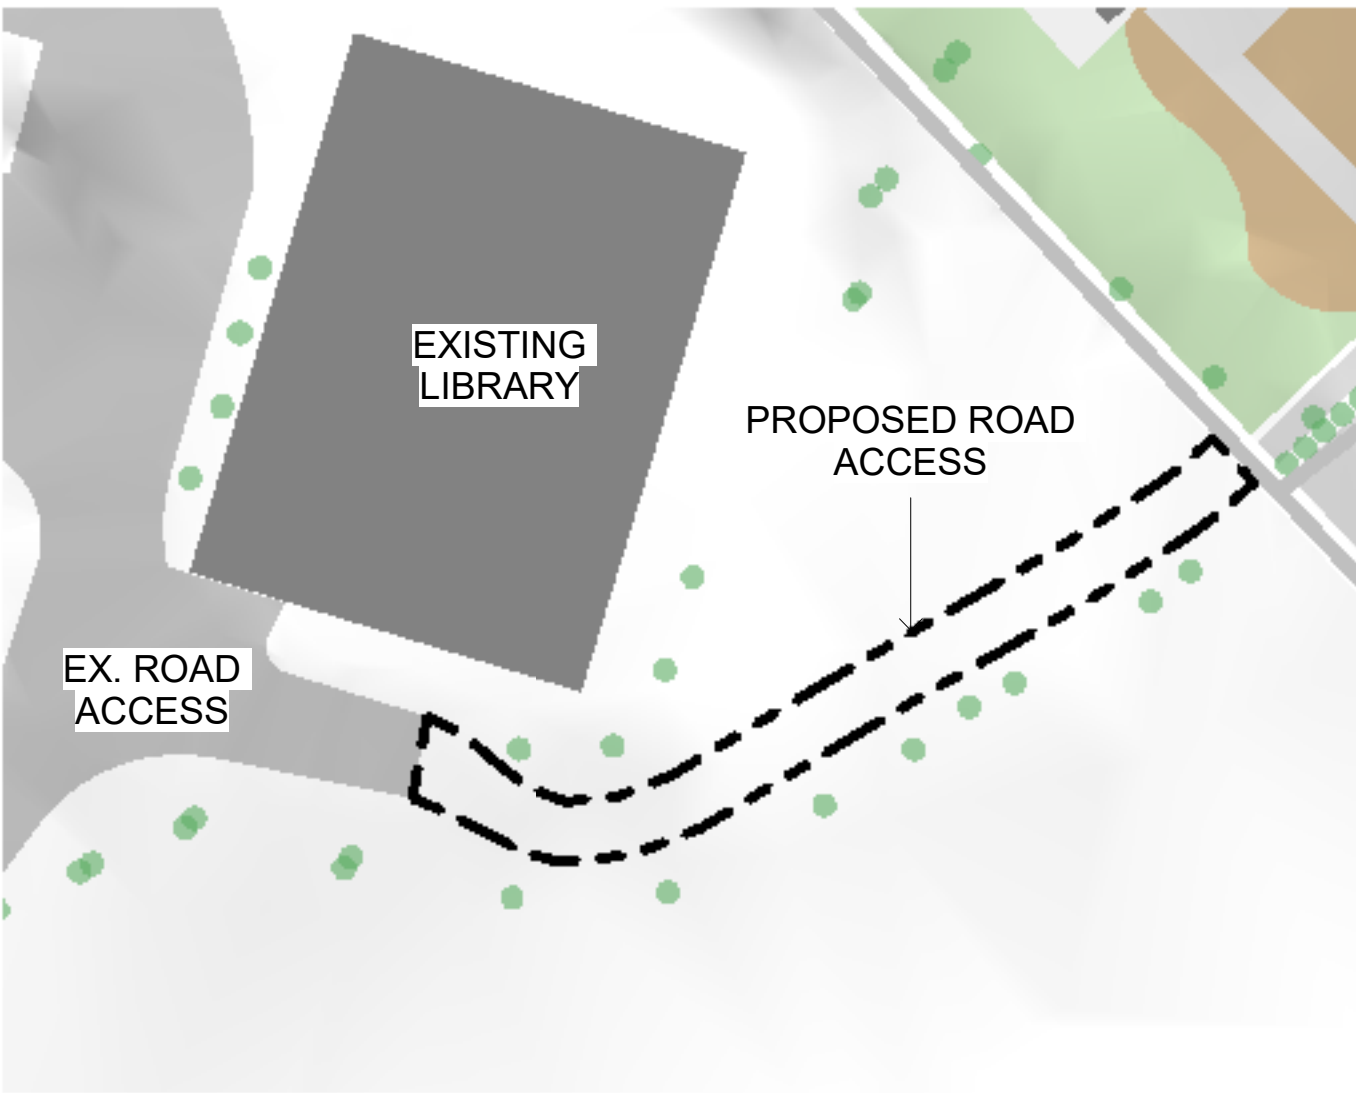 EXISTING
LIBRARY
PROPOSED ROAD
ACCESS
EX. ROAD
ACCESS